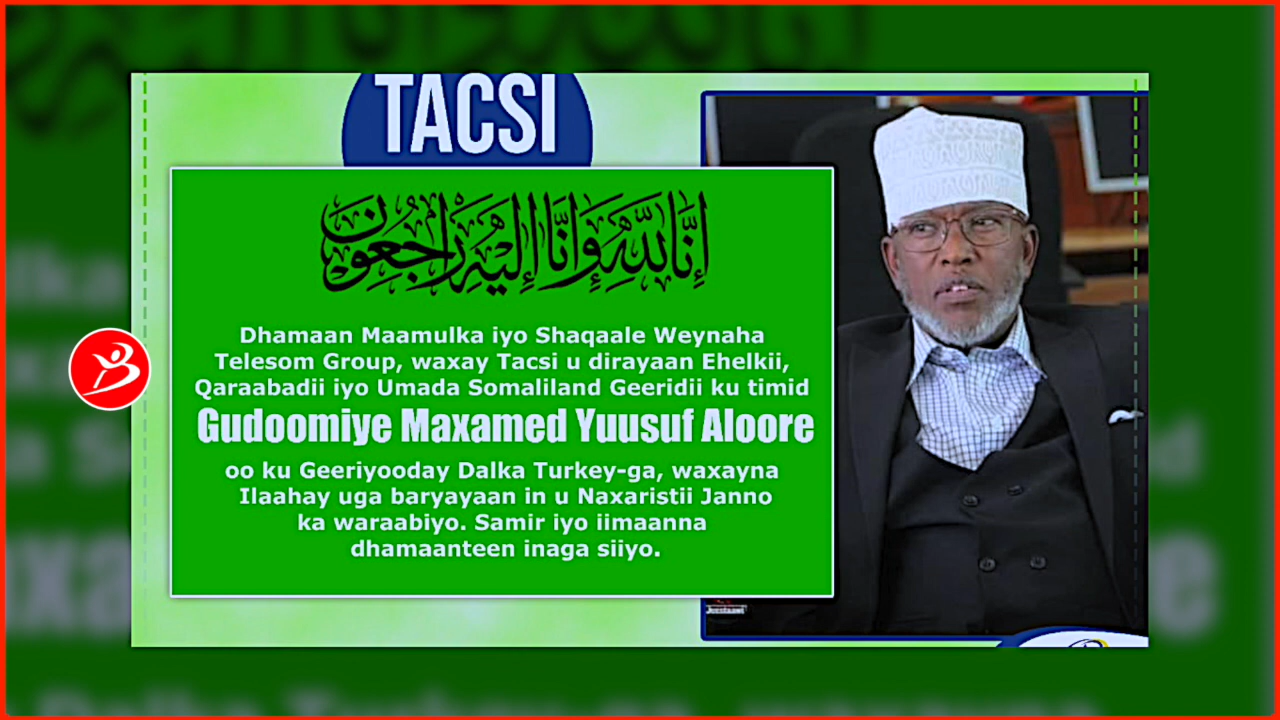 TACSI
إنا لله وإنا إليه راجعون
Dhamaan Maamulka iyo Shaqaale Weynaha
Telesom Group, waxay Tacsi u dirayaan Ehelkii,
Qaraabadii iyo Umada Somaliland Geeridii ku timid
Gudoomiye Maxamed Yuusuf Aloore
oo ku Geeriyooday Dalka Turkey-ga, waxayna
Ilaahay uga baryayaan in u Naxaristii Janno
ka waraabiyo. Samir iyo iimaanna
dhamaanteen inaga siiyo.